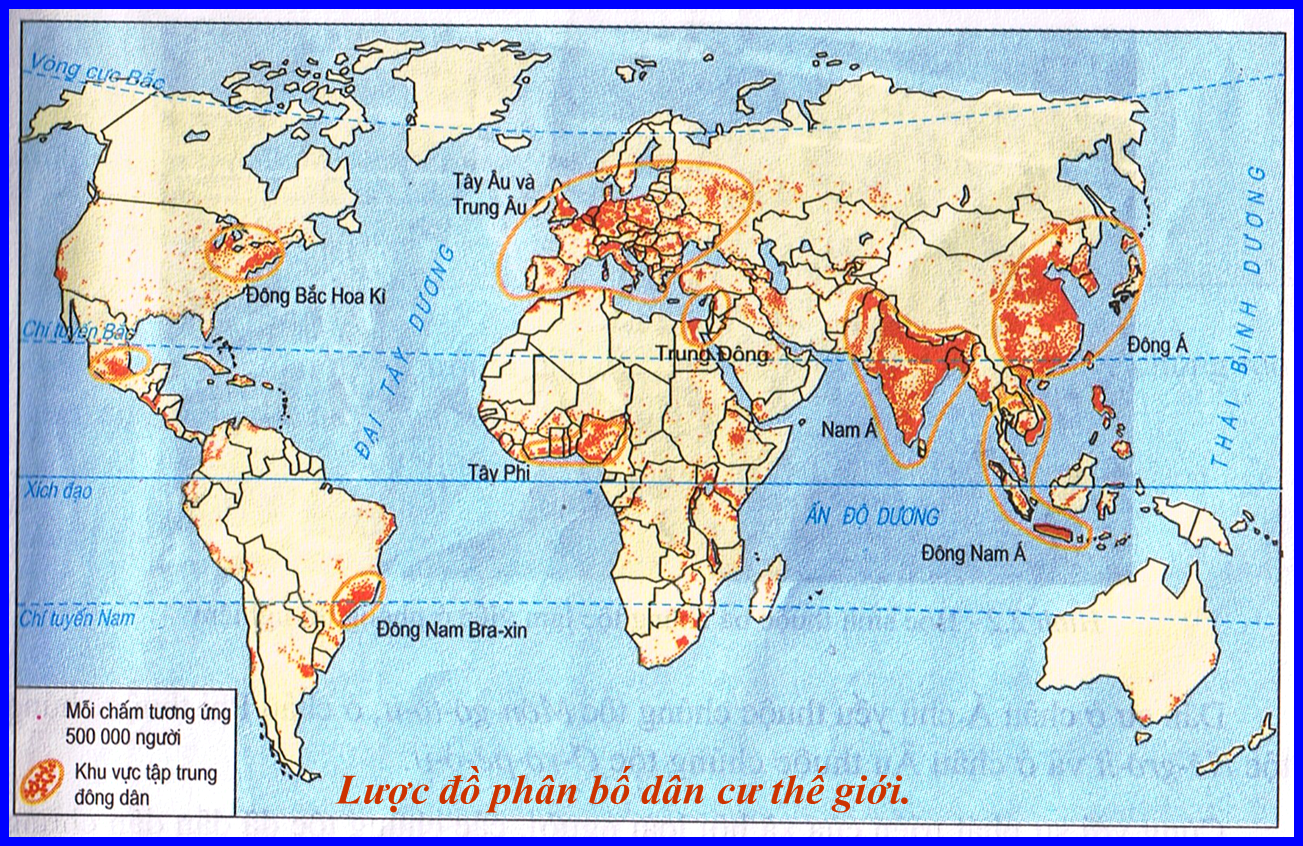 Vòng cực Bắc
Tây Âu và
Trung Âu
Đông Bắc Hoa Kì
Chí tuyến Bắc
ĐẠI TÂY DƯƠNG
THÁI BÌNH DƯƠNG
Trung Đông
Đông Á
Nam Á
Tây Phi
Xích đạo
ẤN ĐỘ DƯƠNG
Đông Nam Á
Chí tuyến Nam
Đông Nam Bra-xin
Mỗi chấm tương ứng
500 000 người
Khu vực tập trung
đông dân
Lược đồ phân bố dân cư thế giới.